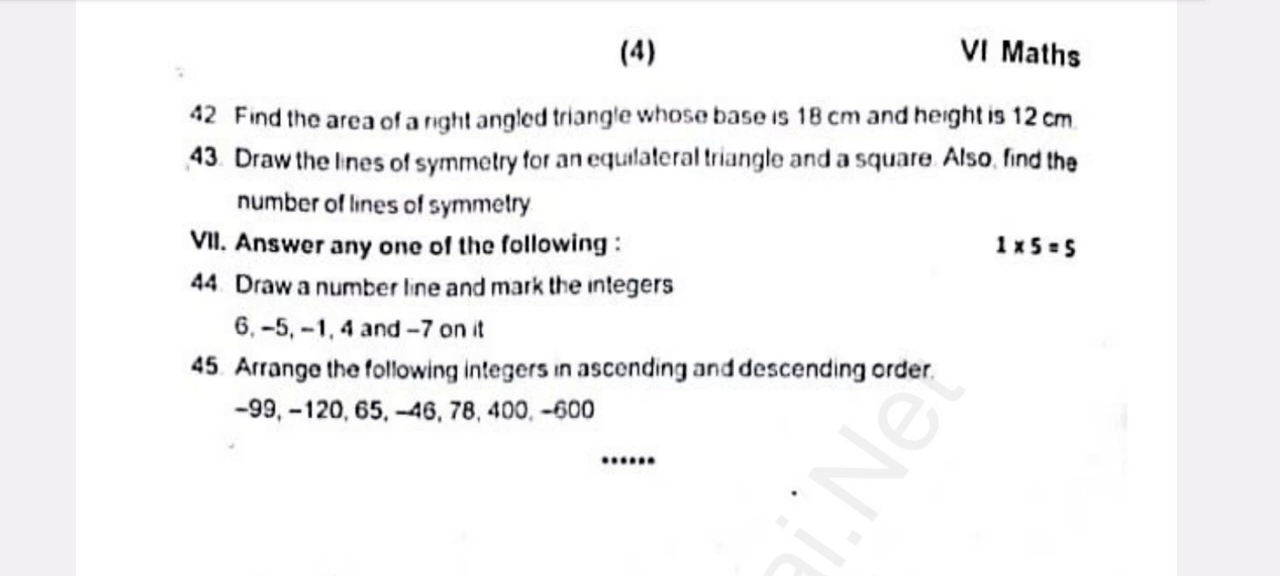 (4) VI Maths
42 Find the area of a right angled triangle whose base is 18 cm and height is 12 cm
43. Draw the lines of symmetry for an equilateral triangle and a square. Also, find the
number of lines of symmetry
VII. Answer any one of the following : 1 x 5 = 5
44. Draw a number line and mark the integers
6, –5, –1, 4 and –7 on it
45. Arrange the following integers in ascending and descending order.
–99, –120, 65, –46, 78, 400, –600
••••••
ai.Net